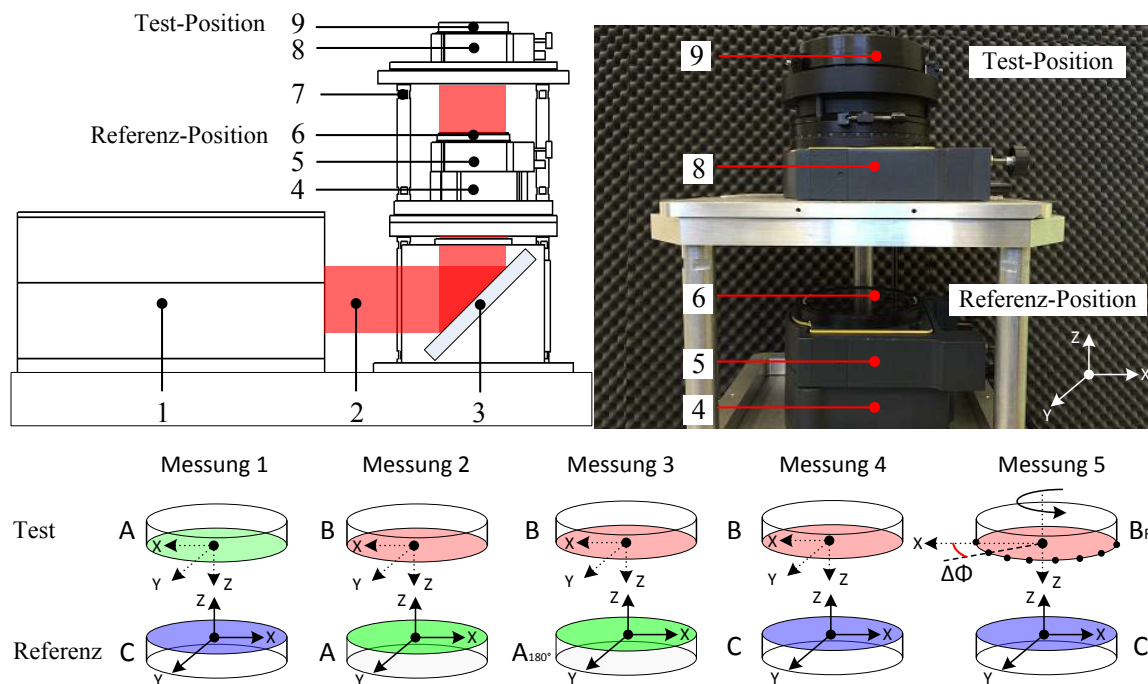 Test-Position
9
8
7
Referenz-Position
6
5
4
1
2
3
9
Test-Position
8
6
Referenz-Position
5
4
Z
X
Y
Messung 1
Messung 2
Messung 3
Messung 4
Messung 5
Test
A
X
Y
Z
B
X
Y
Z
B
X
Y
Z
B
X
Y
Z
X
ΔΦ
Z
Referenz
C
Z
X
Y
A
Z
X
Y
A180°
Z
X
Y
C
Z
X
Y
C
Z
X
Y